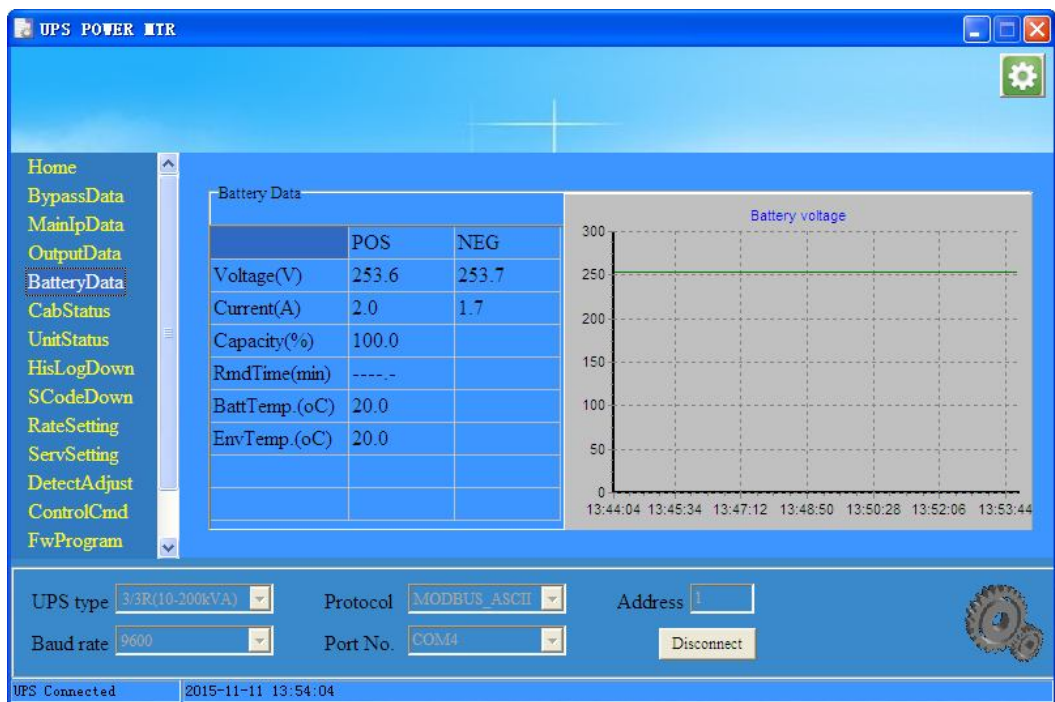 UPS POWER MTR
Home
BypassData
MainIpData
OutputData
BatteryData
CabStatus
UnitStatus
HisLogDown
SCodeDown
RateSetting
ServSetting
DetectAdjust
ControlCmd
FwProgram
Battery Data
POS NEG
Voltage(V) 253.6 253.7
Current(A) 2.0 1.7
Capacity(%) 100.0
RmdTime(min) ----.-
BattTemp.(oC) 20.0
EnvTemp.(oC) 20.0
Battery voltage
300
250
200
150
100
50
0
13:44:04 13:45:34 13:47:12 13:48:50 13:50:28 13:52:06 13:53:44
UPS type 3/3R(10-200kVA) Protocol MODBUS_ASCII Address 1
Baud rate 9600 Port No. COM4 Disconnect
UPS Connected 2015-11-11 13:54:04